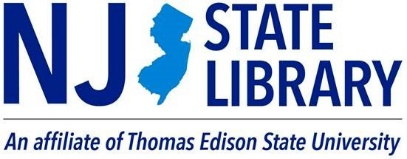 NJ STATE
LIBRARY
An affiliate of Thomas Edison State University